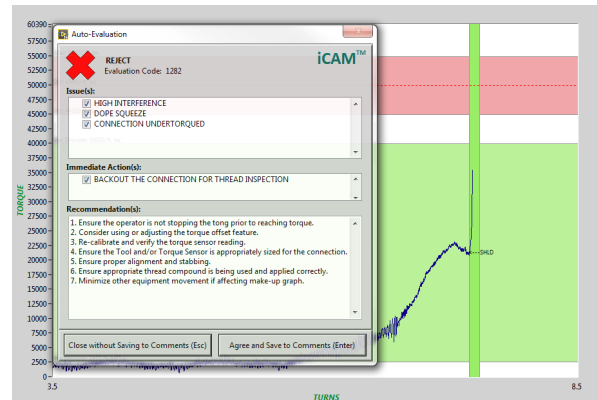 Auto-Evaluation
REJECT
Evaluation Code: 1282
iCAM™
Issue(s):
HIGH INTERFERENCE
DOPE SQUEEZE
CONNECTION UNDERTORQUED
Immediate Action(s):
BACKOUT THE CONNECTION FOR THREAD INSPECTION
Recommendation(s):
1. Ensure the operator is not stopping the tong prior to reaching torque.
2. Consider using or adjusting the torque offset feature.
3. Re-calibrate and verify the torque sensor reading.
4. Ensure the Tool and/or Torque Sensor is appropriately sized for the connection.
5. Ensure proper alignment and stabbing.
6. Ensure appropriate thread compound is being used and applied correctly.
7. Minimize other equipment movement if affecting make-up graph.
Close without Saving to Comments (Esc)
Agree and Save to Comments (Enter)
TORQUE
60390
57500
55000
52500
50000
47500
45000
42500
40000
37500
35000
32500
30000
27500
25000
22500
20000
17500
15000
12500
10000
7500
5000
2500
0
SHLD
3.5
8.5
TURNS